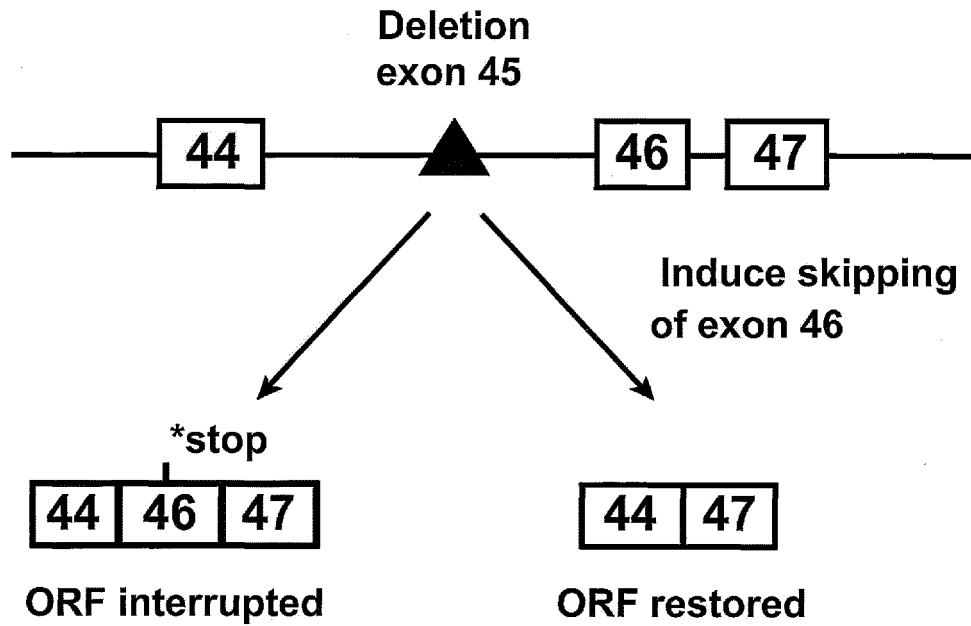 Deletion
exon 45
44
46
47
Induce skipping
of exon 46
*stop
44 46 47
44 47
ORF interrupted
ORF restored